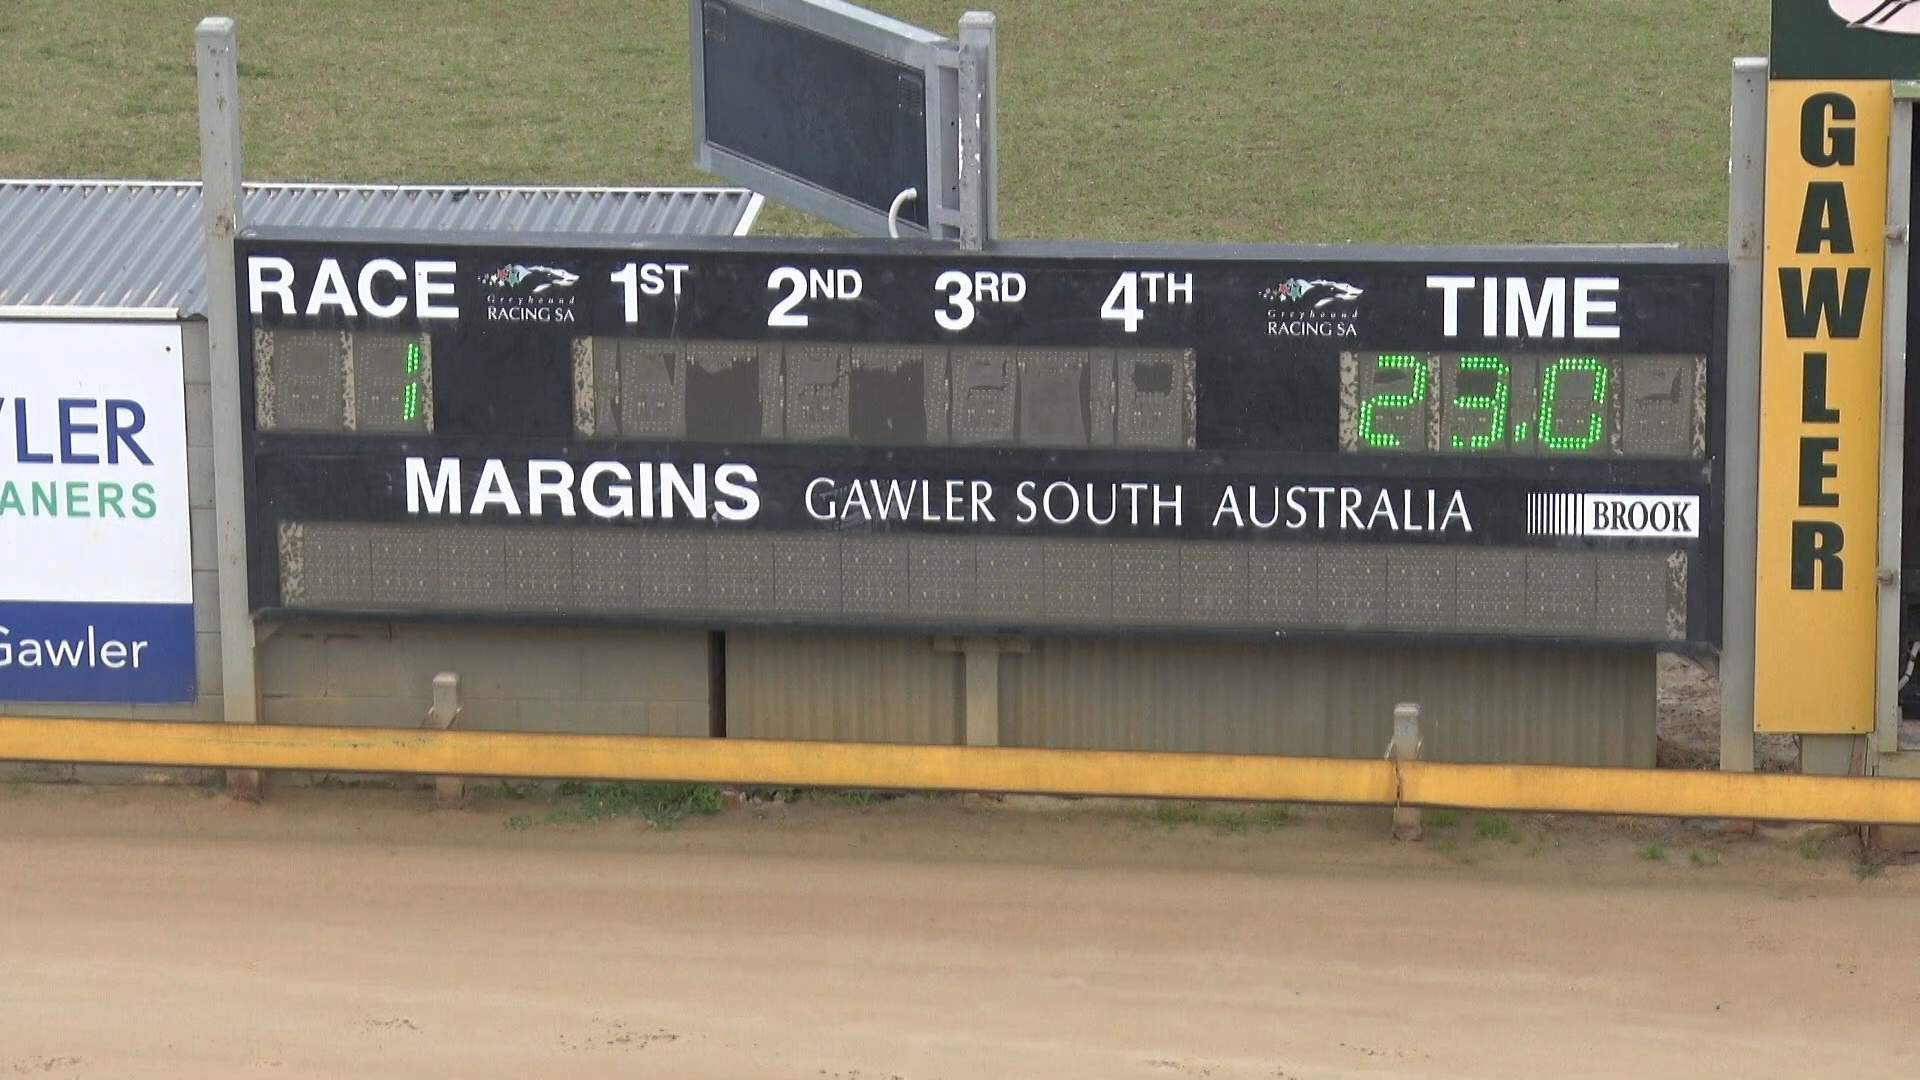 RACE
Greyhound
RACING SA
1ST
2ND
3RD
4TH
Greyhound
RACING SA
TIME
1
23.0
MARGINS
GAWLER SOUTH AUSTRALIA
BROOK
GAWLER
LER
ANERS
Gawler